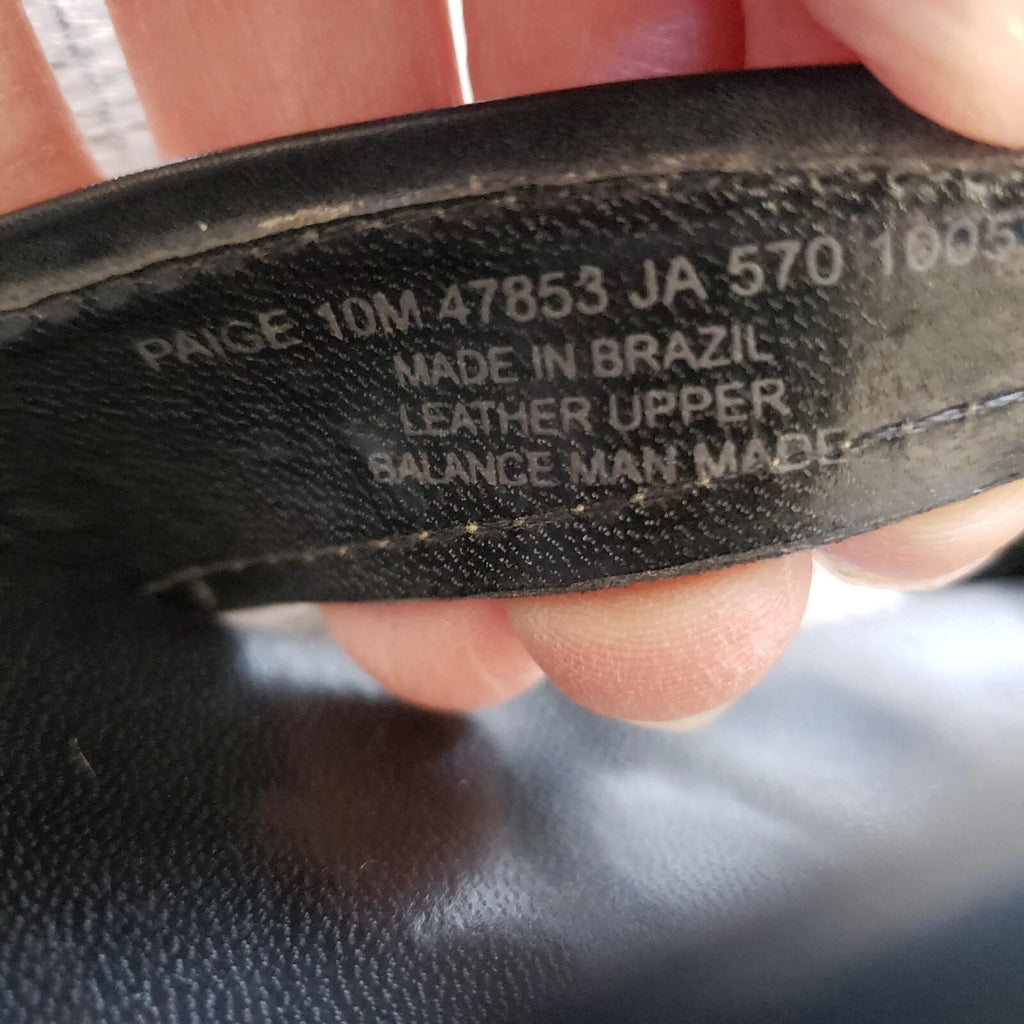 PAIGE 10M 47853 JA 570 1005
MADE IN BRAZIL
LEATHER UPPER
BALANCE MAN MADE